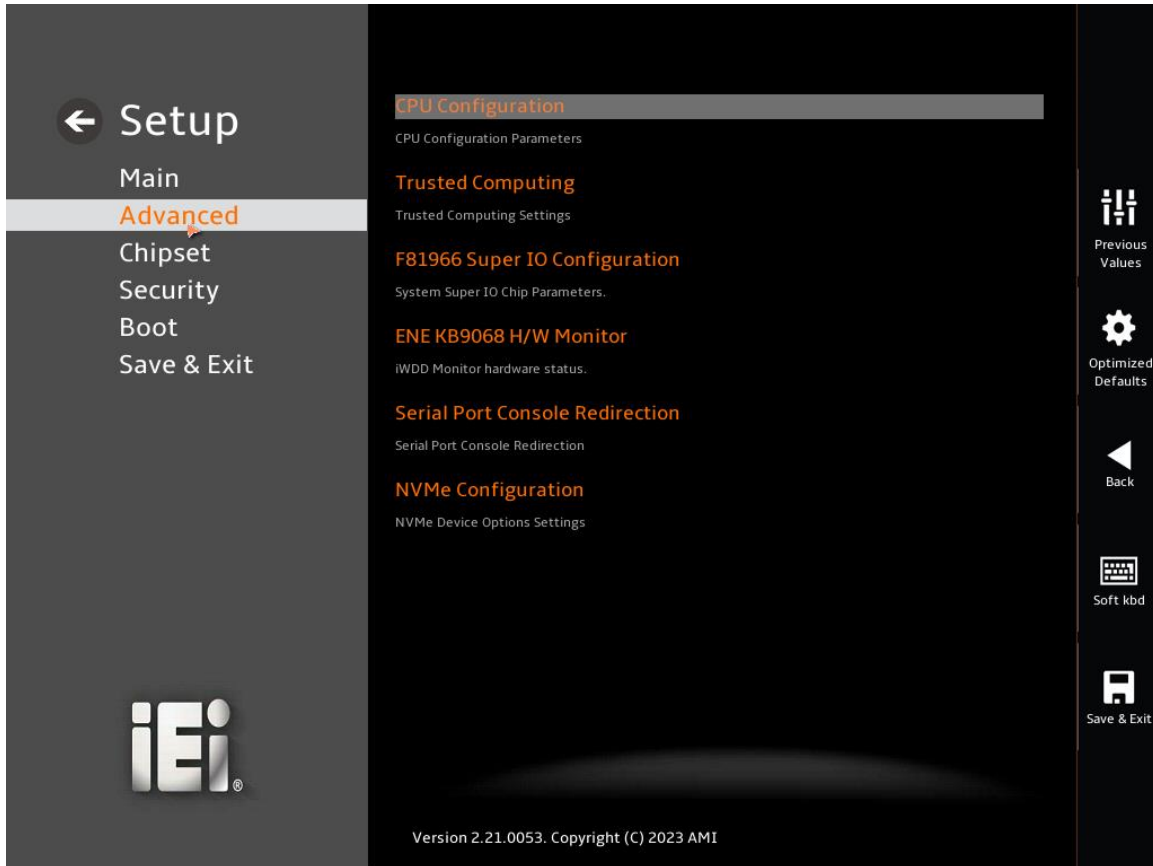 Setup
Main
Advanced
Chipset
Security
Boot
Save & Exit
CPU Configuration
CPU Configuration Parameters
Trusted Computing
Trusted Computing Settings
F81966 Super IO Configuration
System Super IO Chip Parameters.
ENE KB9068 H/W Monitor
iWDD Monitor hardware status.
Serial Port Console Redirection
Serial Port Console Redirection
NVMe Configuration
NVMe Device Options Settings
Previous
Values
Optimized
Defaults
Back
Soft kbd
Save & Exit
iEi®
Version 2.21.0053. Copyright (C) 2023 AMI